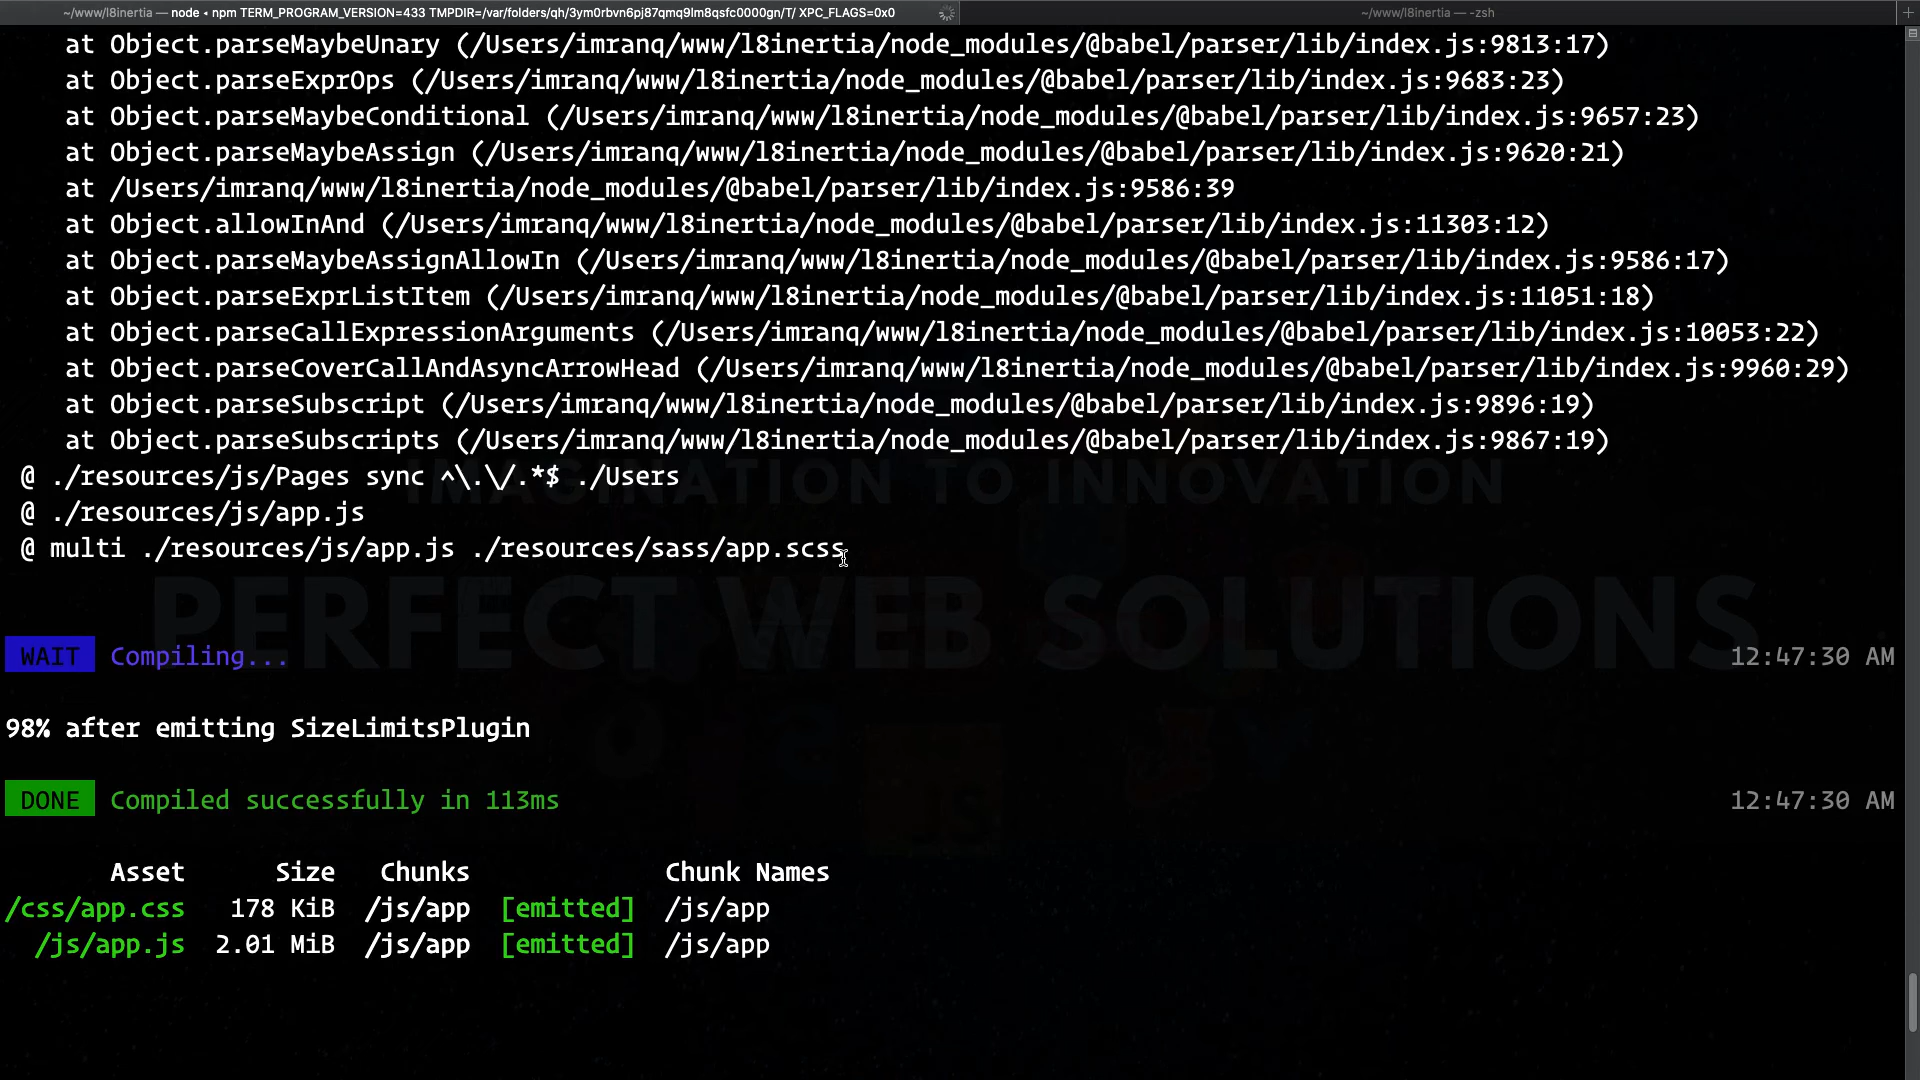 ~/www/l8inertia — node ◂ npm TERM_PROGRAM_VERSION=433 TMPDIR=/var/folders/qh/3ym0rbvn6pj87qmq9lm8qsfc0000gn/T/ XPC_FLAGS=0x0
~/www/l8inertia — -zsh
at Object.parseMaybeUnary (/Users/imranq/www/l8inertia/node_modules/@babel/parser/lib/index.js:9813:17)
at Object.parseExprOps (/Users/imranq/www/l8inertia/node_modules/@babel/parser/lib/index.js:9683:23)
at Object.parseMaybeConditional (/Users/imranq/www/l8inertia/node_modules/@babel/parser/lib/index.js:9657:23)
at Object.parseMaybeAssign (/Users/imranq/www/l8inertia/node_modules/@babel/parser/lib/index.js:9620:21)
at /Users/imranq/www/l8inertia/node_modules/@babel/parser/lib/index.js:9586:39
at Object.allowInAnd (/Users/imranq/www/l8inertia/node_modules/@babel/parser/lib/index.js:11303:12)
at Object.parseMaybeAssignAllowIn (/Users/imranq/www/l8inertia/node_modules/@babel/parser/lib/index.js:9586:17)
at Object.parseExprListItem (/Users/imranq/www/l8inertia/node_modules/@babel/parser/lib/index.js:11051:18)
at Object.parseCallExpressionArguments (/Users/imranq/www/l8inertia/node_modules/@babel/parser/lib/index.js:10053:22)
at Object.parseCoverCallAndAsyncArrowHead (/Users/imranq/www/l8inertia/node_modules/@babel/parser/lib/index.js:9960:29)
at Object.parseSubscript (/Users/imranq/www/l8inertia/node_modules/@babel/parser/lib/index.js:9896:19)
at Object.parseSubscripts (/Users/imranq/www/l8inertia/node_modules/@babel/parser/lib/index.js:9867:19)
@ ./resources/js/Pages sync ^\.\/.*$ ./Users
@ ./resources/js/app.js
@ multi ./resources/js/app.js ./resources/sass/app.scss
IMAGINATION TO INNOVATION
PERFECT WEB SOLUTIONS
WAIT Compiling... 12:47:30 AM
98% after emitting SizeLimitsPlugin
DONE Compiled successfully in 113ms 12:47:30 AM
Asset Size Chunks Chunk Names
/css/app.css 178 KiB /js/app [emitted] /js/app
/js/app.js 2.01 MiB /js/app [emitted] /js/app
JS